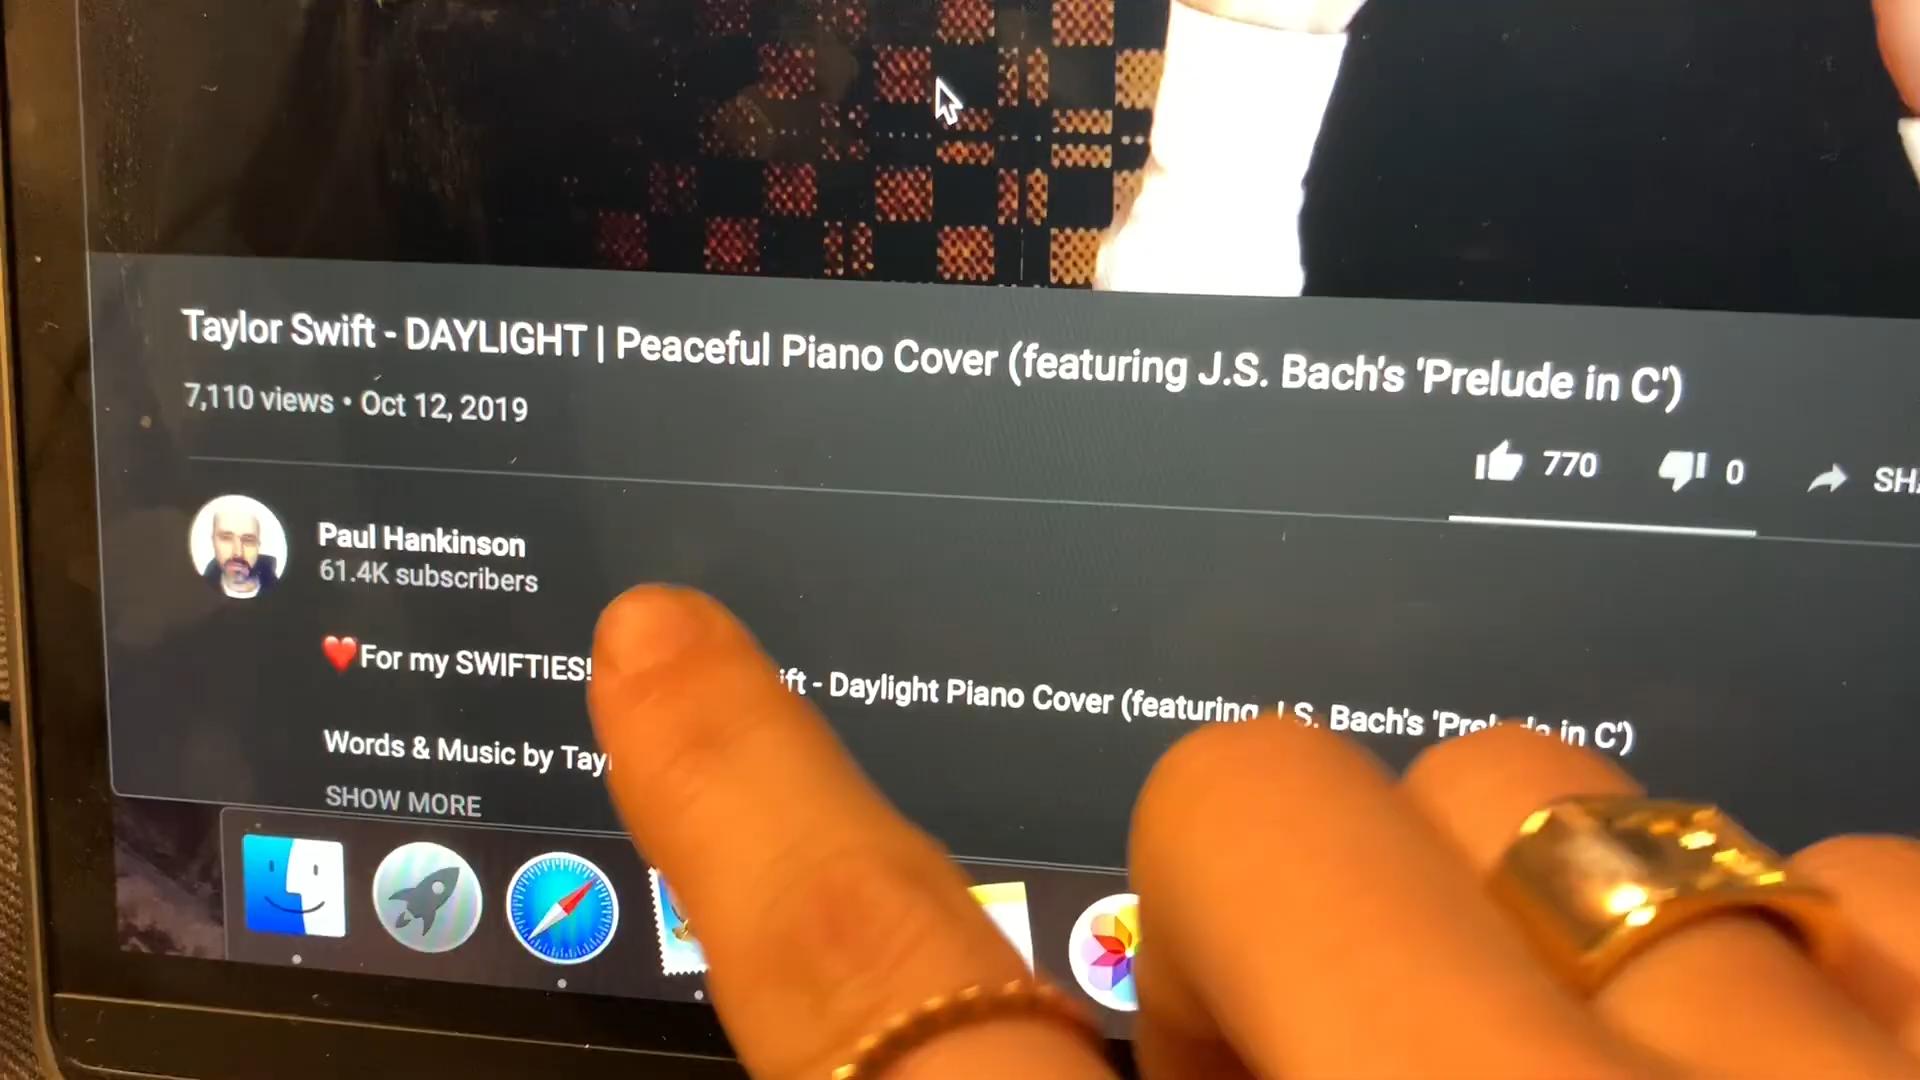 Taylor Swift - DAYLIGHT | Peaceful Piano Cover (featuring J.S. Bach's 'Prelude in C')
7,110 views • Oct 12, 2019
770
0
Paul Hankinson
61.4K subscribers
❤️For my SWIFTIES! - Daylight Piano Cover (featuring S. Bach's in C')
Words & Music by
SHOW MORE